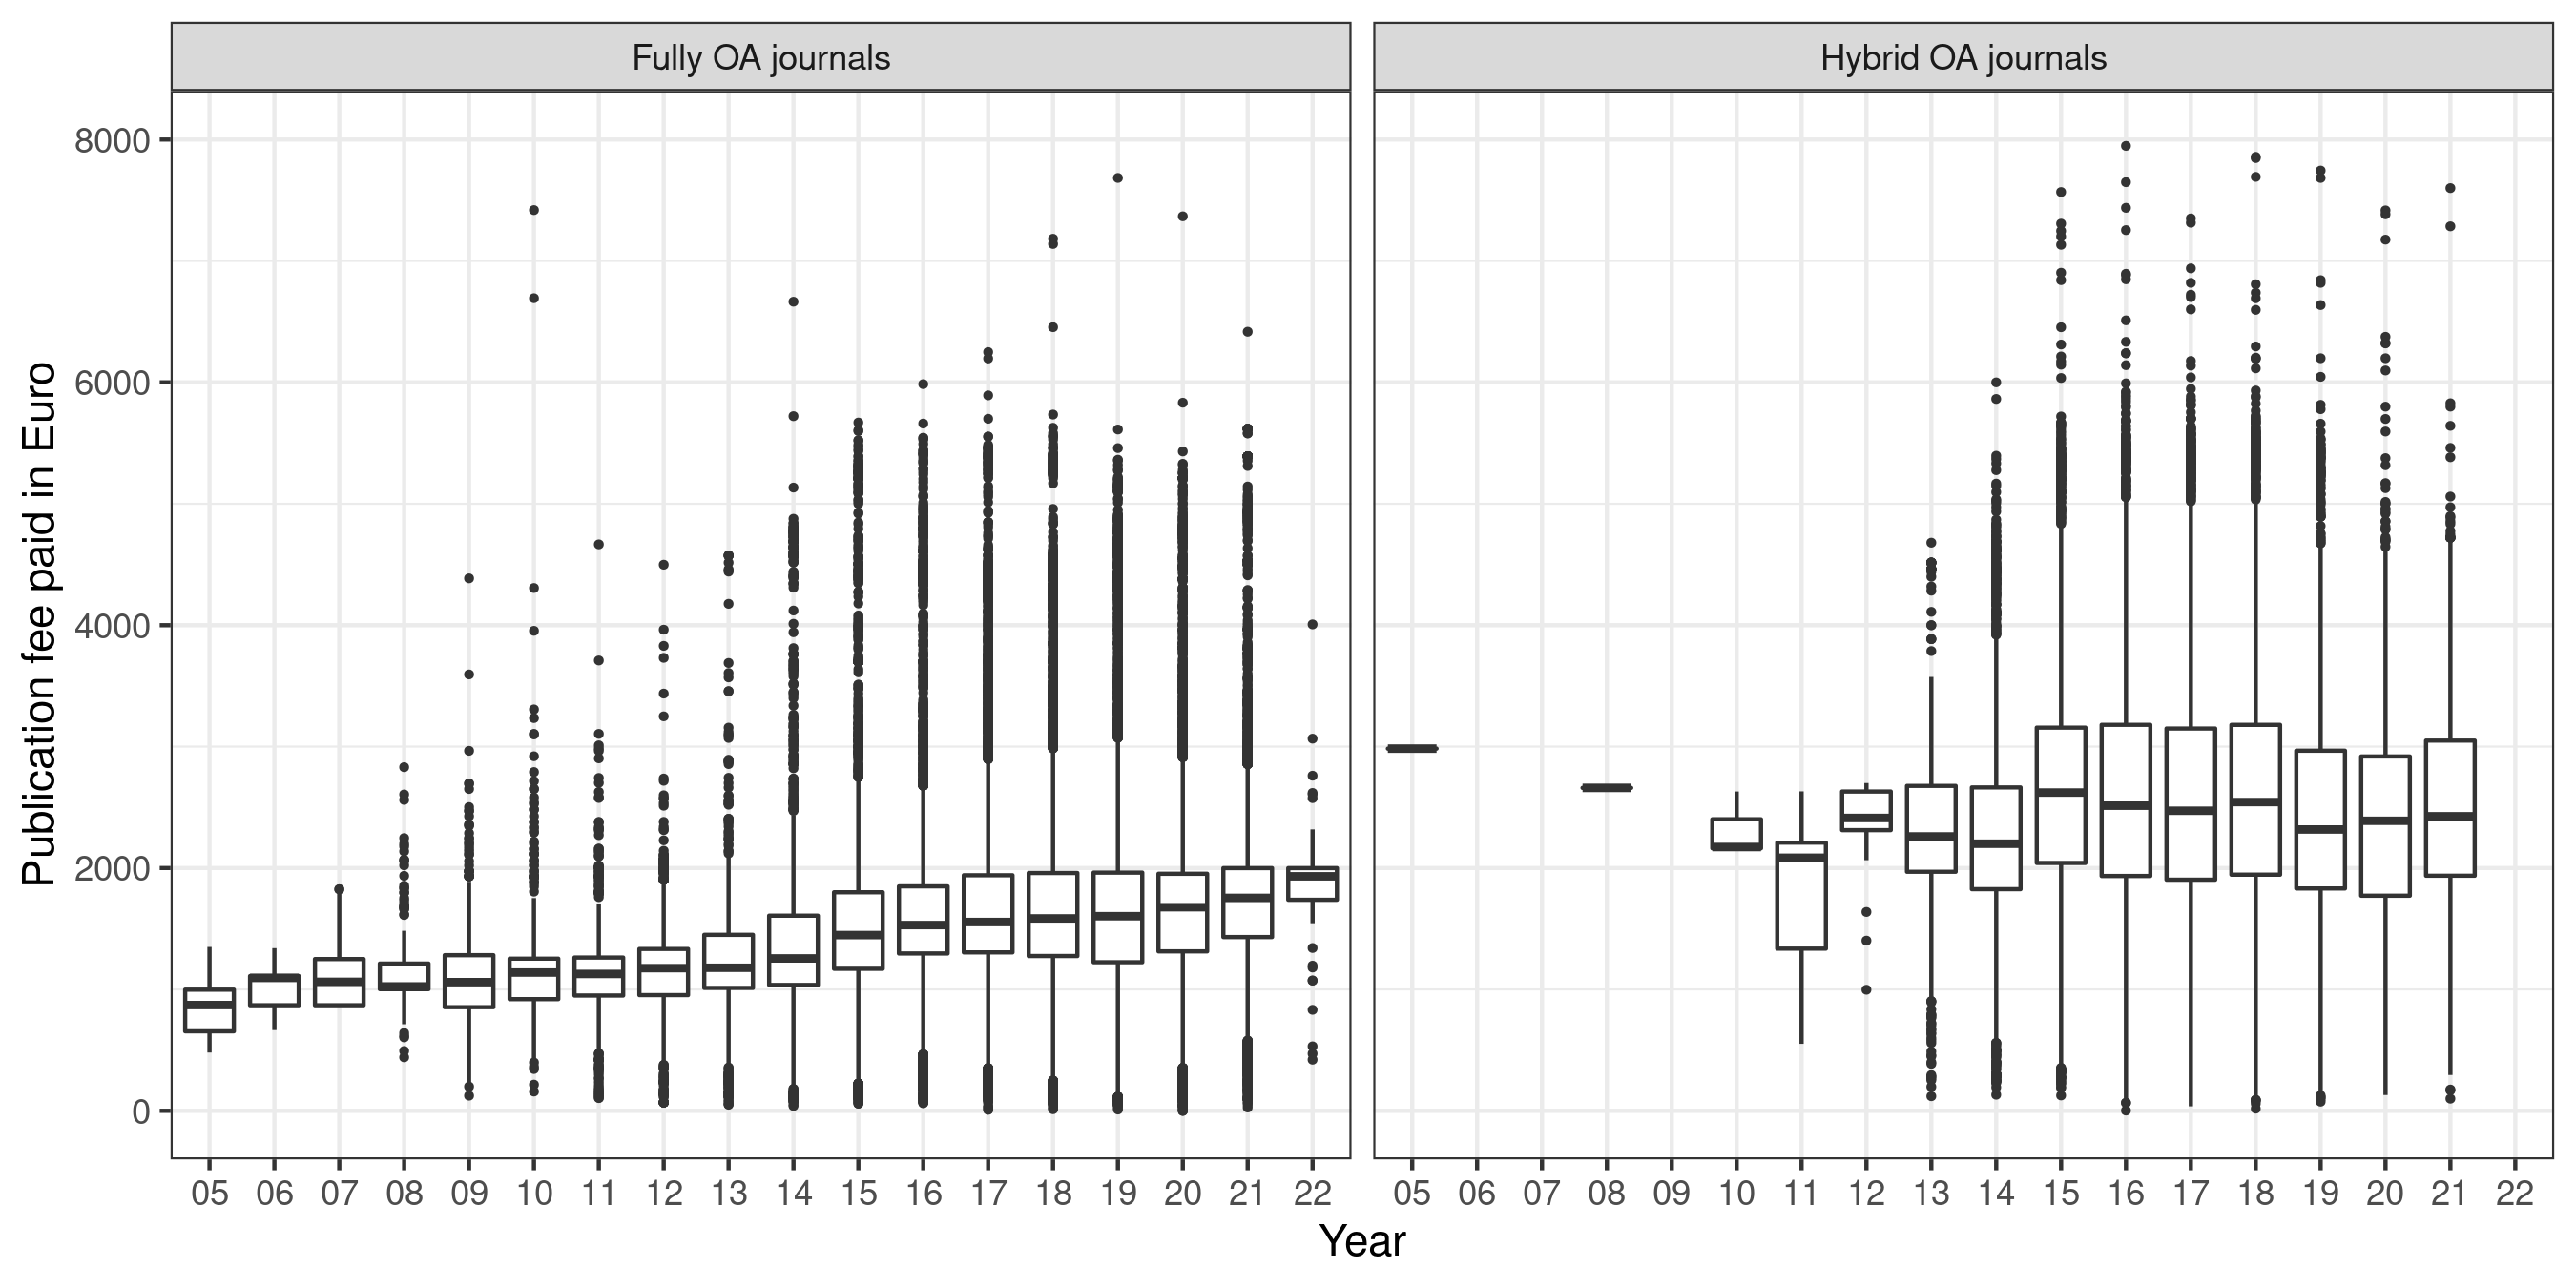 Fully OA journals
Hybrid OA journals
Publication fee paid in Euro
8000
6000
4000
2000
0
05 06 07 08 09 10 11 12 13 14 15 16 17 18 19 20 21 22
05 06 07 08 09 10 11 12 13 14 15 16 17 18 19 20 21 22
Year